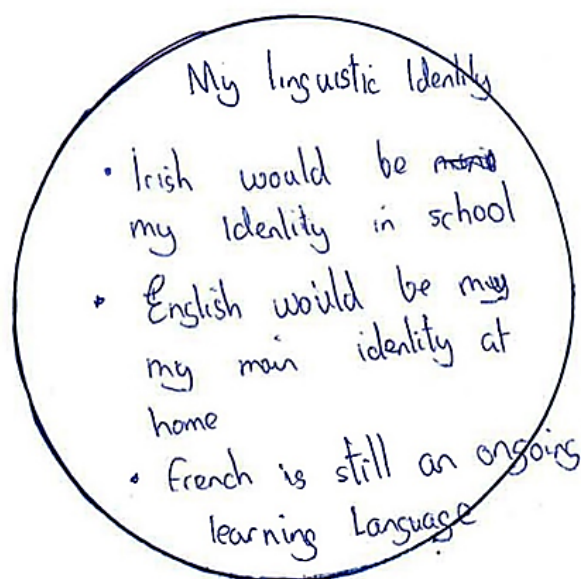 My linguistic Identity
• Irish would be
my Identity in school
• English would be my
my main identity at
home
• French is still an ongoing
learning Language